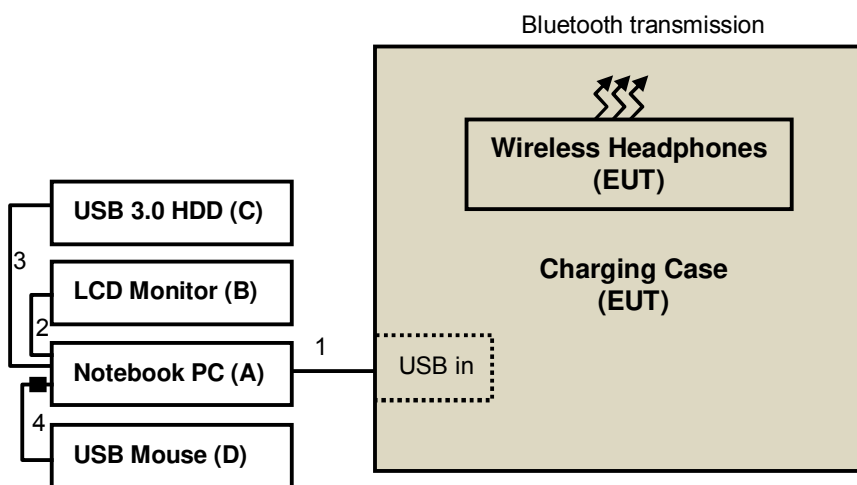 Bluetooth transmission
Wireless Headphones
(EUT)
USB 3.0 HDD (C)
3
LCD Monitor (B)
Charging Case
(EUT)
2
1
Notebook PC (A)
USB in
4
USB Mouse (D)